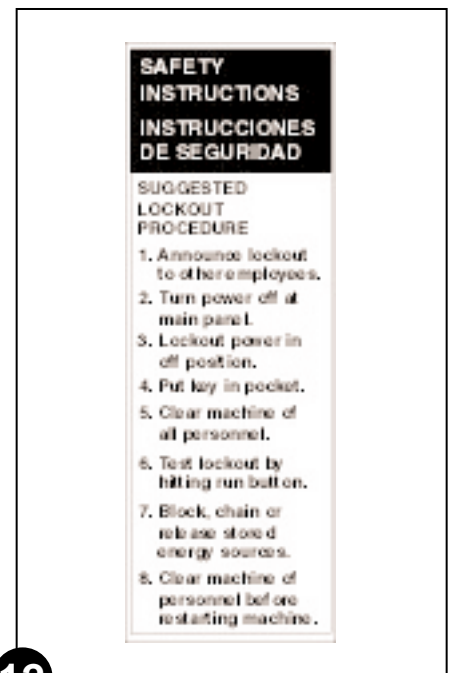 SAFETY
INSTRUCTIONS
INSTRUCCIONES
DE SEGURIDAD
SUGGESTED
LOCKOUT
PROCEDURE
1. Announce lockout
to other employees.
2. Turn power off at
main panel.
3. Lockout power in
off position.
4. Put key in pocket.
5. Clear machine of
all personnel.
6. Test lockout by
hitting run button.
7. Block, chain or
release stored
energy sources.
8. Clear machine of
personnel before
restarting machine.